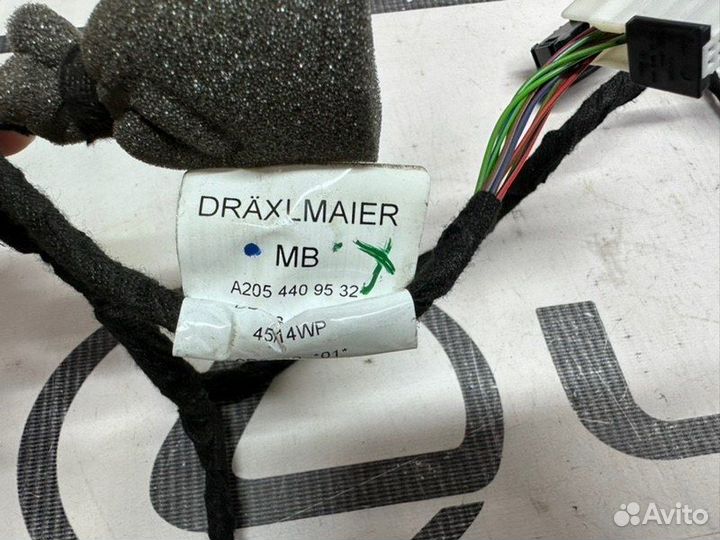 DRÄXLMAIER
MB
A205 440 95 32
4514WP
Avito